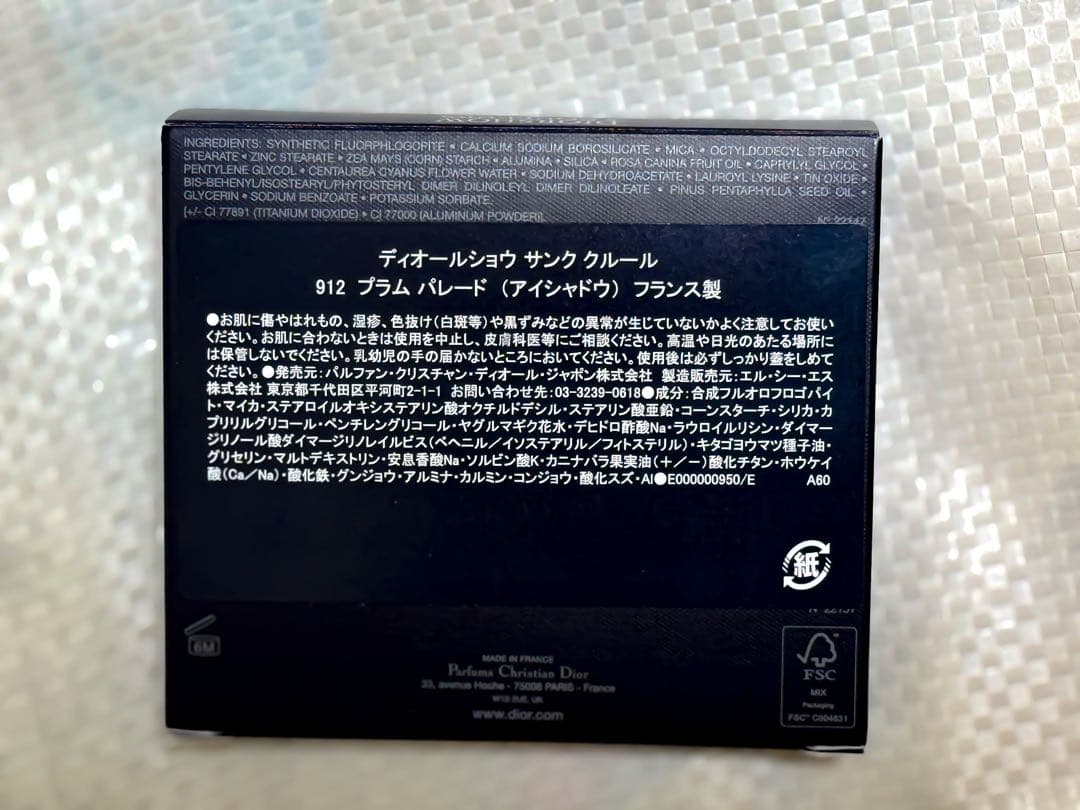 INGREDIENTS: SYNTHETIC FLUORPHLOGOPITE • CALCIUM SODIUM BOROSILICATE • MICA • OCTYLDODECYL STEAROYL
STEARATE • ZINC STEARATE • ZEA MAYS (CORN) STARCH • ALUMINA • SILICA • ROSA CANINA FRUIT OIL • CAPRYLYL GLYCOL •
PENTYLENE GLYCOL • CENTAUREA CYANUS FLOWER WATER • SODIUM DEHYDROACETATE • LAUROYL LYSINE • TIN OXIDE •
BIS-BEHENYL/ISOSTEARYL/PHYTOSTERYL DIMER DILINOLEYL DIMER DILINOLEATE • PINUS PENTAPHYLLA SEED OIL •
GLYCERIN • SODIUM BENZOATE • POTASSIUM SORBATE.
[+/- CI 77891 (TITANIUM DIOXIDE) • CI 77000 (ALUMINUM POWDER)].
ディオールショウ サンク クルール
912 プラム パレード (アイシャドウ) フランス製
●お肌に傷やはれもの、湿疹、色抜け(白斑等)や黒ずみなどの異常が生じていないかよく注意してお使い
ください。お肌に合わないときは使用を中止し、皮膚科医等にご相談ください。高温や日光のあたる場所に
は保管しないでください。乳幼児の手の届かないところにおいてください。使用後は必ずしっかり蓋をしめて
ください。●発売元:パルファン・クリスチャン・ディオール・ジャポン株式会社 製造販売元:エル・シー・エス
株式会社 東京都千代田区平河町2-1-1 お問い合わせ先:03-3239-0618●成分:合成フルオロフロゴパイ
ト・マイカ・ステアロイルオキシステアリン酸オクチルドデシル・ステアリン酸亜鉛・コーンスターチ・シリカ・カ
プリリルグリコール・ペンチレングリコール・ヤグルマギク花水・デヒドロ酢酸Na・ラウロイルリシン・ダイマー
ジリノール酸ダイマージリノレイルビス(ベヘニル/イソステアリル/フィトステリル)・キタゴヨウマツ種子油・
グリセリン・マルトデキストリン・安息香酸Na・ソルビン酸K・カニナバラ果実油(+/-)酸化チタン・ホウケイ
酸(Ca/Na)・酸化鉄・グンジョウ・アルミナ・カルミン・コンジョウ・酸化スズ・Al●E000000950/E A60
紙
6M
MADE IN FRANCE
Parfums Christian Dior
33, avenue Hoche - 75008 PARIS - France
W1S 2UE, UK
www.dior.com
FSC
MIX
Packaging
FSC™ C004631